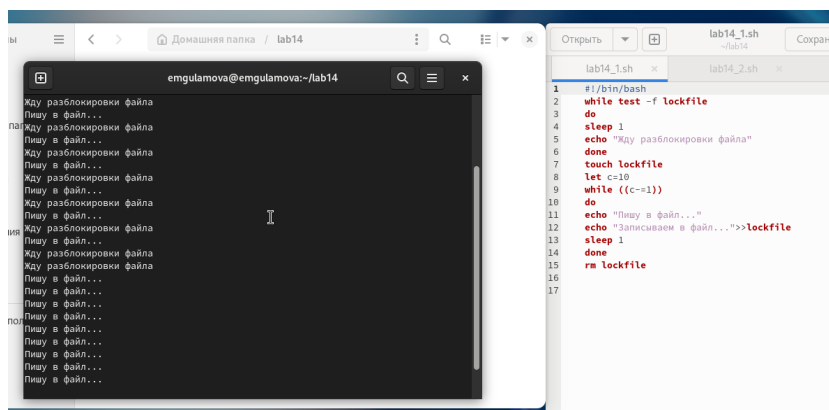 Домашняя папка / lab14
Открыть
lab14_1.sh
~/lab14
Сохран
emgulamova@emgulamova:~/lab14
Жду разблокировки файла
Пишу в файл...
Жду разблокировки файла
Пишу в файл...
Жду разблокировки файла
Пишу в файл...
Жду разблокировки файла
Пишу в файл...
Жду разблокировки файла
Пишу в файл...
Жду разблокировки файла
Пишу в файл...
Жду разблокировки файла
Жду разблокировки файла
Пишу в файл...
Пишу в файл...
Пишу в файл...
Пишу в файл...
Пишу в файл...
Пишу в файл...
Пишу в файл...
Пишу в файл...
Пишу в файл...
lab14_1.sh
lab14_2.sh
1 #!/bin/bash
2 while test -f lockfile
3 do
4 sleep 1
5 echo "Жду разблокировки файла"
6 done
7 touch lockfile
8 let c=10
9 while ((c-=1))
10 do
11 echo "Пишу в файл..."
12 echo "Записываем в файл...">>lockfile
13 sleep 1
14 done
15 rm lockfile
16
17